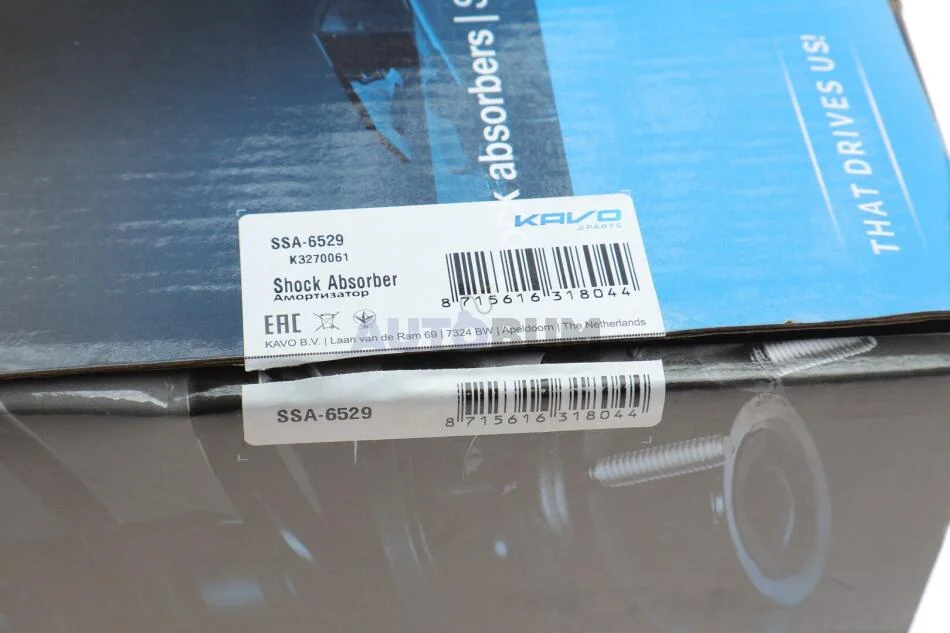 absorbers | S
THAT DRIVES US!
KAVO
PARTS
SSA-6529
K3270061
Shock Absorber
Амортизатор
8 715616 318044
EAC
AUTOBUM
KAVO B.V. | Laan van de Ram 69 | 7324 BW | Apeldoorn | The Netherlands
SSA-6529
8 715616 318044